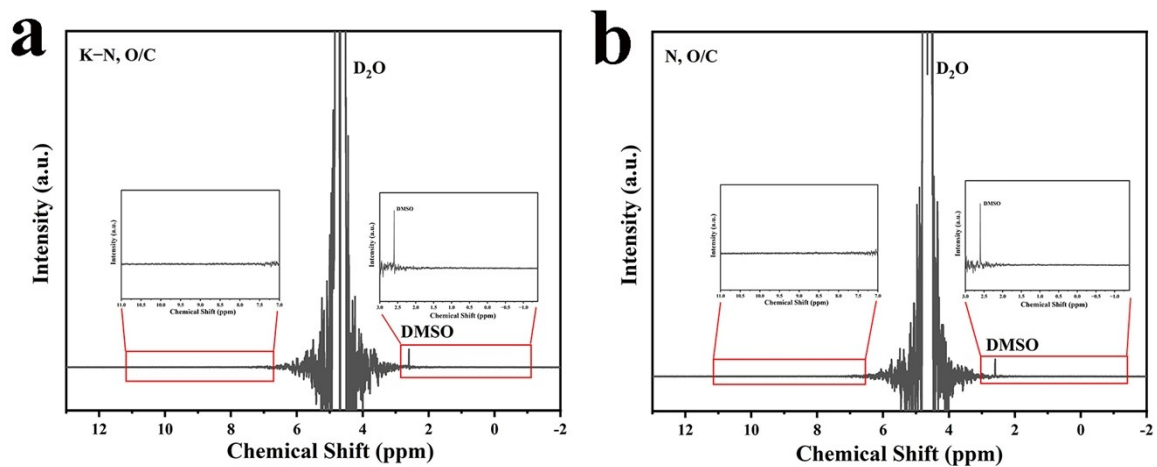 a
K−N, O/C
D₂O
DMSO
Intensity (a.u.)
Intensity (a.u.)
11.0 10.5 10.0 9.5 9.0 8.5 8.0 7.5 7.0
Chemical Shift (ppm)
DMSO
Intensity (a.u.)
3.0 2.5 2.0 1.5 1.0 0.5 0.0 -0.5 -1.0
Chemical Shift (ppm)
12 10 8 6 4 2 0 -2
Chemical Shift (ppm)
b
N, O/C
D₂O
DMSO
Intensity (a.u.)
Intensity (a.u.)
11.0 10.5 10.0 9.5 9.0 8.5 8.0 7.5 7.0
Chemical Shift (ppm)
DMSO
Intensity (a.u.)
3.0 2.5 2.0 1.5 1.0 0.5 0.0 -0.5 -1.0
Chemical Shift (ppm)
12 10 8 6 4 2 0 -2
Chemical Shift (ppm)